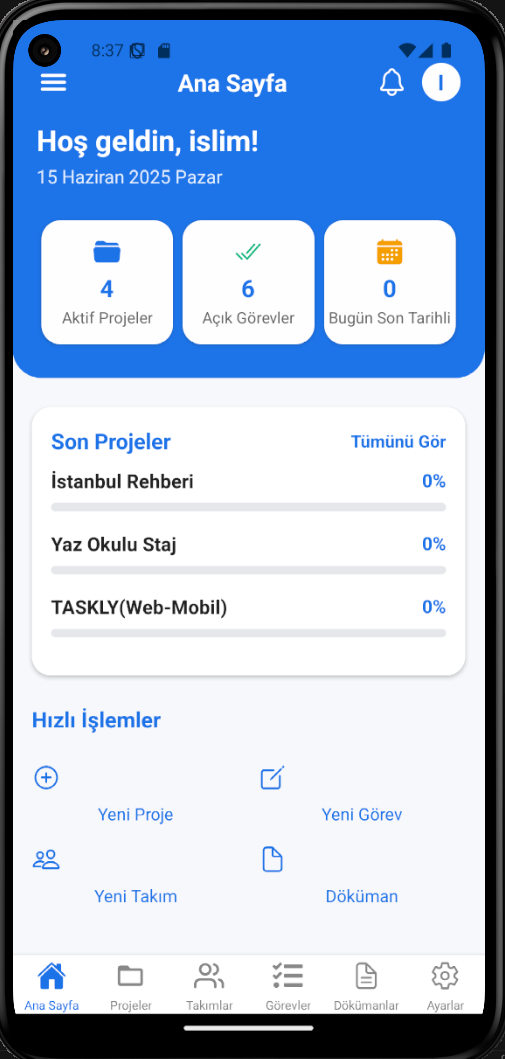 8:37
Ana Sayfa
I
Hoş geldin, islim!
15 Haziran 2025 Pazar
4
Aktif Projeler
6
Açık Görevler
0
Bugün Son Tarihli
Son Projeler
Tümünü Gör
İstanbul Rehberi
0%
Yaz Okulu Staj
0%
TASKLY(Web-Mobil)
0%
Hızlı İşlemler
Yeni Proje
Yeni Görev
Yeni Takım
Döküman
Ana Sayfa
Projeler
Takımlar
Görevler
Dökümanlar
Ayarlar